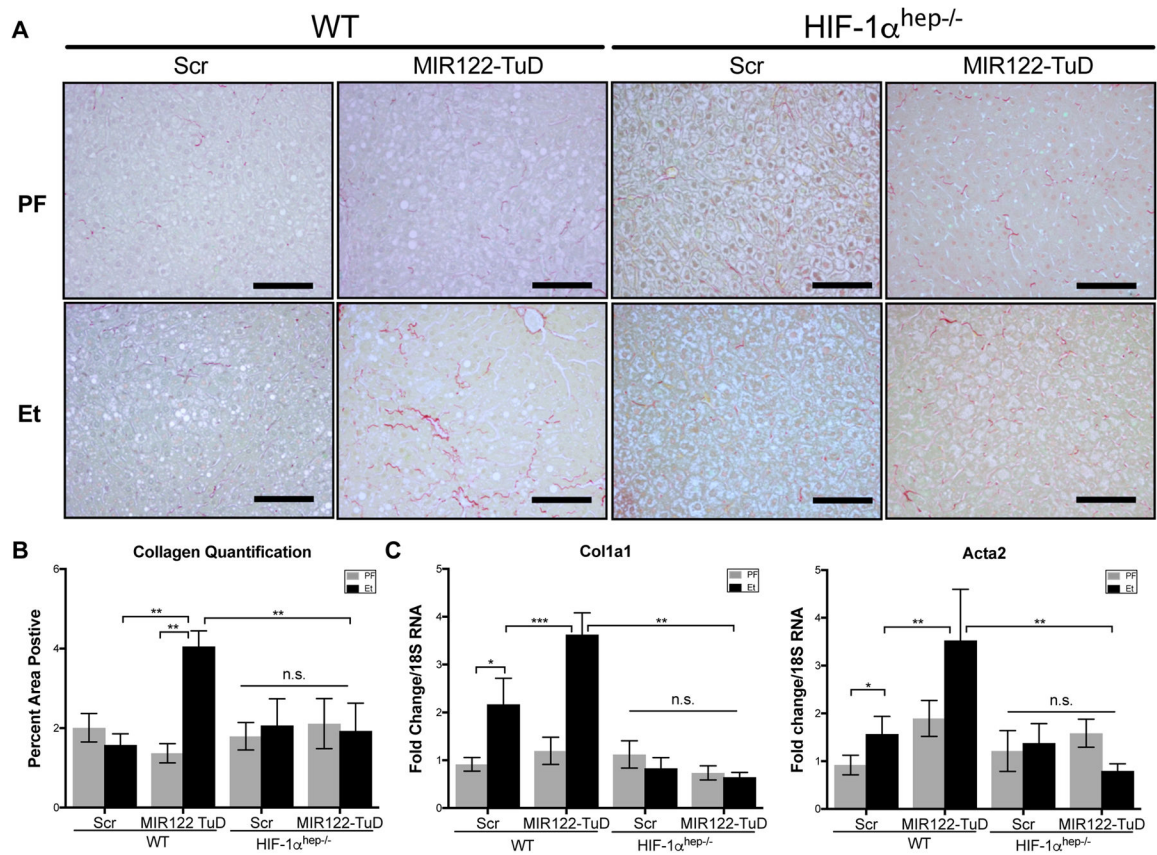 A
WT
HIF-1α^hep-/-
Scr
MIR122-TuD
Scr
MIR122-TuD
PF
Et
B
Collagen Quantification
Percent Area Postive
6
4
2
0
PF
Et
**
**
**
n.s.
Scr
MIR122 TuD
Scr
MIR122-TuD
WT
HIF-1α^hep-/-
C
Col1a1
Fold Change/18S RNA
5
4
3
2
1
0
PF
Et
*
***
**
n.s.
Scr
MIR122-TuD
Scr
MIR122-TuD
WT
HIF-1α^hep-/-
Acta2
Fold change/18S RNA
5
4
3
2
1
0
PF
Et
*
**
**
n.s.
Scr
MIR122-TuD
Scr
MIR122-TuD
WT
HIF-1α^hep-/-